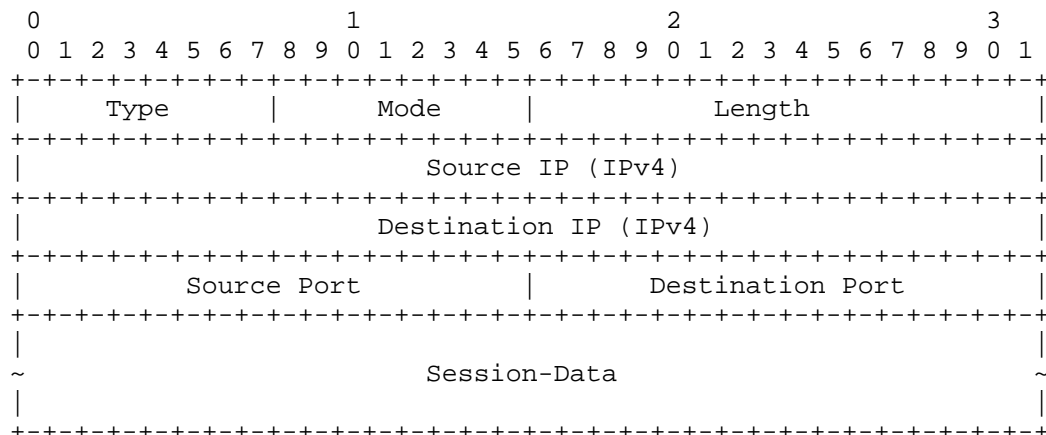 0                   1                   2                   3
 0 1 2 3 4 5 6 7 8 9 0 1 2 3 4 5 6 7 8 9 0 1 2 3 4 5 6 7 8 9 0 1
+-+-+-+-+-+-+-+-+-+-+-+-+-+-+-+-+-+-+-+-+-+-+-+-+-+-+-+-+-+-+-+-+
|     Type      |      Mode     |           Length              |
+-+-+-+-+-+-+-+-+-+-+-+-+-+-+-+-+-+-+-+-+-+-+-+-+-+-+-+-+-+-+-+-+
|                         Source IP (IPv4)                      |
+-+-+-+-+-+-+-+-+-+-+-+-+-+-+-+-+-+-+-+-+-+-+-+-+-+-+-+-+-+-+-+-+
|                      Destination IP (IPv4)                    |
+-+-+-+-+-+-+-+-+-+-+-+-+-+-+-+-+-+-+-+-+-+-+-+-+-+-+-+-+-+-+-+-+
|          Source Port          |       Destination Port        |
+-+-+-+-+-+-+-+-+-+-+-+-+-+-+-+-+-+-+-+-+-+-+-+-+-+-+-+-+-+-+-+-+
|                                                               |
~                         Session-Data                          ~
|                                                               |
+-+-+-+-+-+-+-+-+-+-+-+-+-+-+-+-+-+-+-+-+-+-+-+-+-+-+-+-+-+-+-+-+